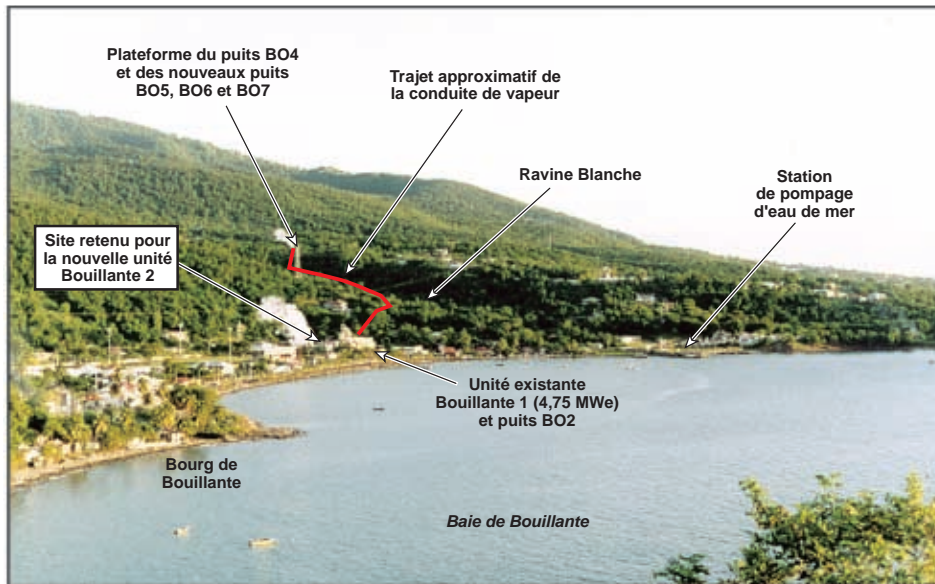 Plateforme du puits BO4
et des nouveaux puits
BO5, BO6 et BO7
Trajet approximatif de
la conduite de vapeur
Ravine Blanche
Station
de pompage
d'eau de mer
Site retenu pour
la nouvelle unité
Bouillante 2
Unité existante
Bouillante 1 (4,75 MWe)
et puits BO2
Bourg de
Bouillante
Baie de Bouillante